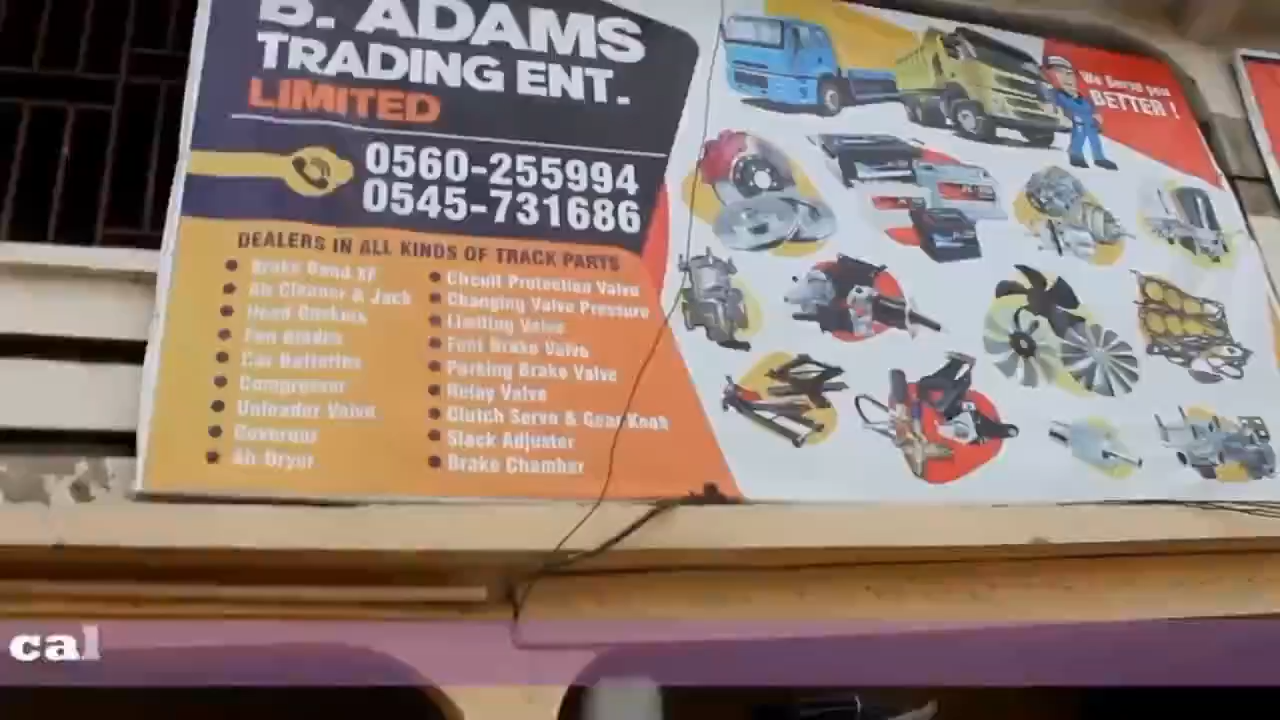 B. ADAMS
TRADING ENT.
LIMITED
0560-255994
0545-731686
DEALERS IN ALL KINDS OF TRACK PARTS
Brake Band XF
Air Cleaner & Jack
Head Gaskets
Fan Blades
Car Batteries
Compressor
Unloader Valve
Governor
Air Dryer
Circuit Protection Valve
Changing Valve Pressure
Limiting Valve
Foot Brake Valve
Parking Brake Valve
Relay Valve
Clutch Servo & Gear Knob
Slack Adjuster
Brake Chamber
We Serve you
BETTER !
cal